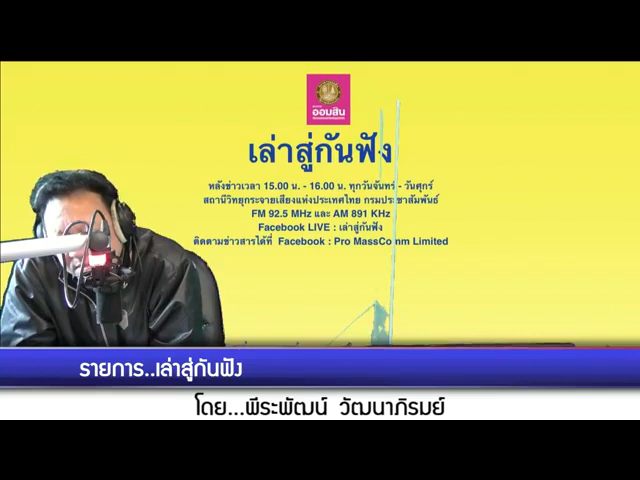 ออมสิน
เล่าสู่กันฟัง
หลังข่าวเวลา 15.00 น. - 16.00 น. ทุกวันจันทร์ - วันศุกร์
สถานีวิทยุกระจายเสียงแห่งประเทศไทย กรมประชาสัมพันธ์
FM 92.5 MHz และ AM 891 KHz
Facebook LIVE : เล่าสู่กันฟัง
ติดตามข่าวสารได้ที่ Facebook : Pro MassComm Limited
รายการ..เล่าสู่กันฟัง
โดย...พีระพัฒน์ วัฒนาภิรมย์